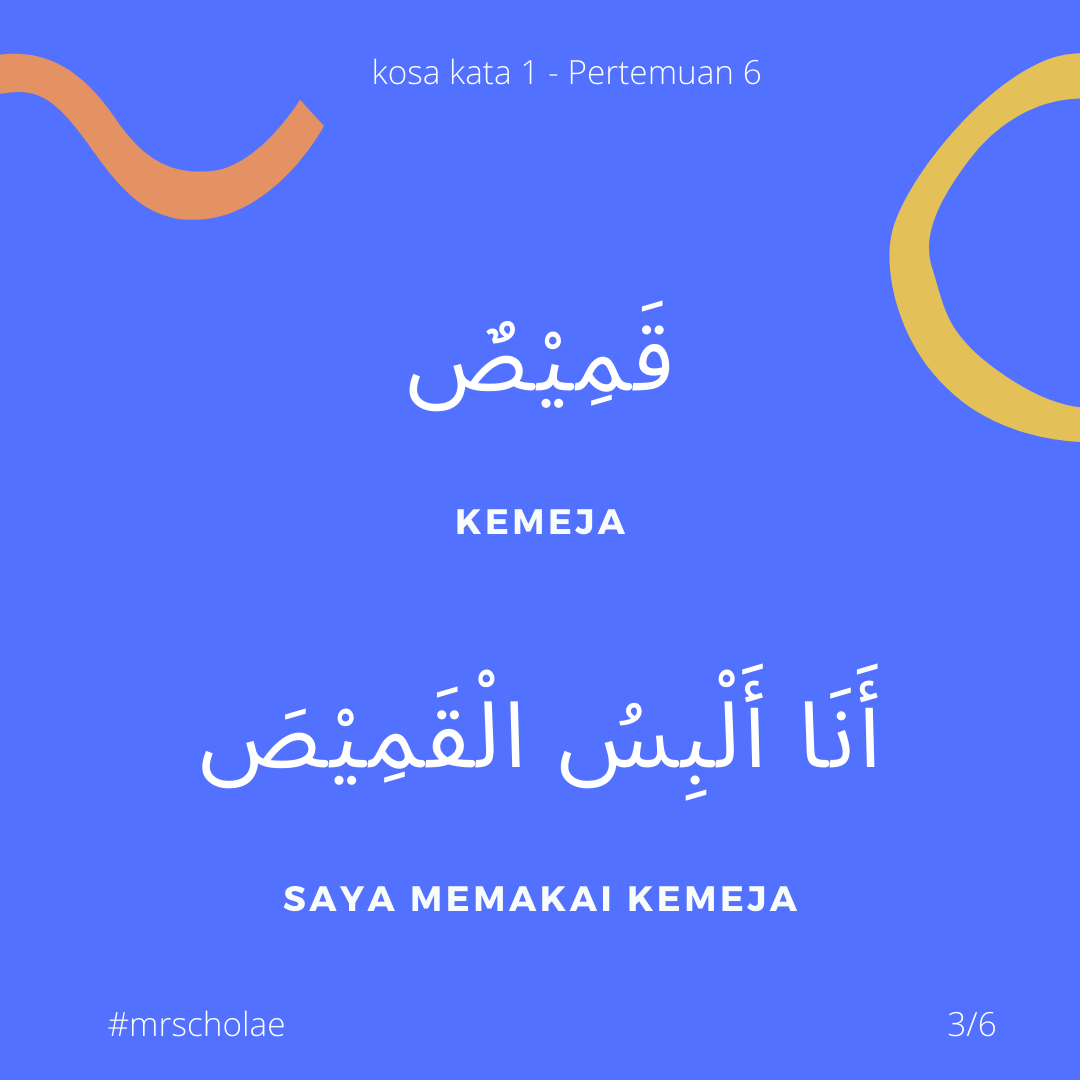 kosa kata 1 - Pertemuan 6
قَمِيْصٌ
KEMEJA
أَنَا أَلْبِسُ الْقَمِيْصَ
SAYA MEMAKAI KEMEJA
#mrscholae
3/6